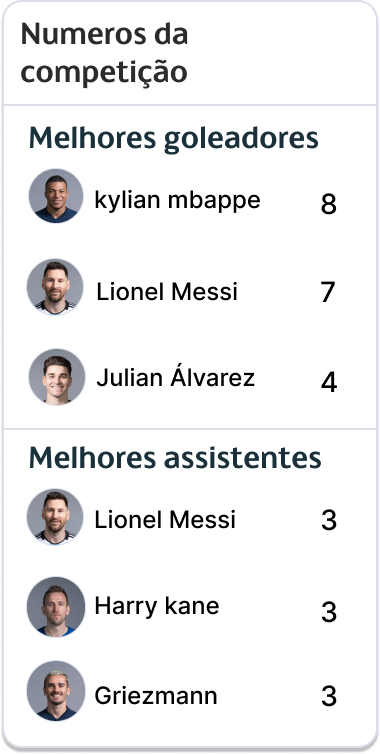 Numeros da
competição
Melhores goleadores
kylian mbappe 8
Lionel Messi 7
Julian Álvarez 4
Melhores assistentes
Lionel Messi 3
Harry kane 3
Griezmann 3